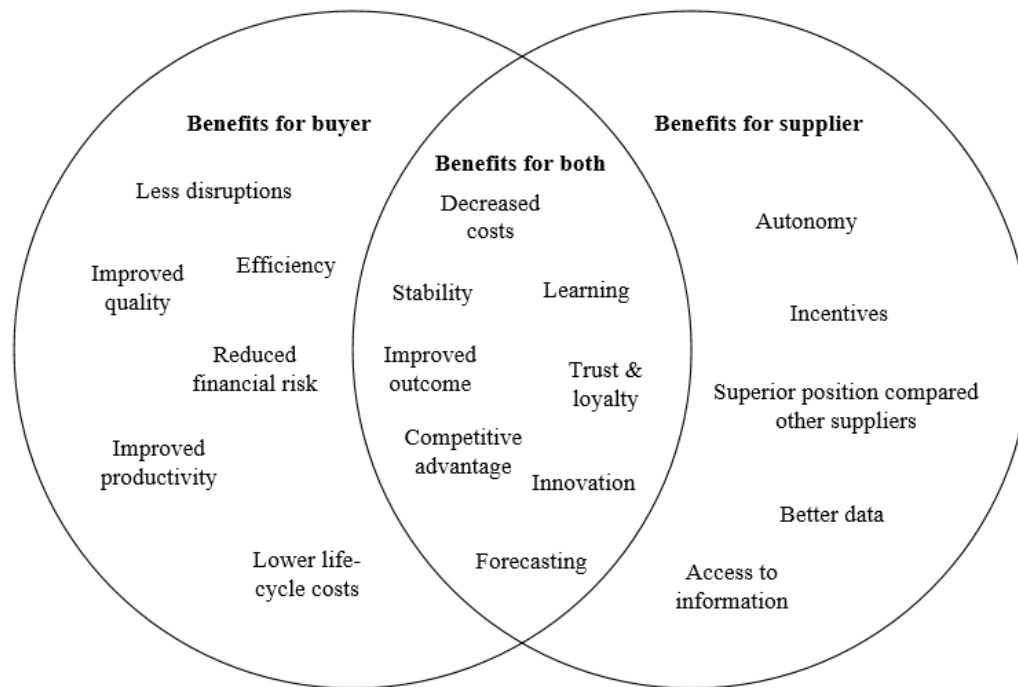 Benefits for buyer
Less disruptions
Efficiency
Improved
quality
Reduced
financial risk
Improved
productivity
Lower life-
cycle costs
Benefits for both
Decreased
costs
Stability
Learning
Improved
outcome
Trust &
loyalty
Competitive
advantage
Innovation
Forecasting
Benefits for supplier
Autonomy
Incentives
Superior position compared
other suppliers
Better data
Access to
information